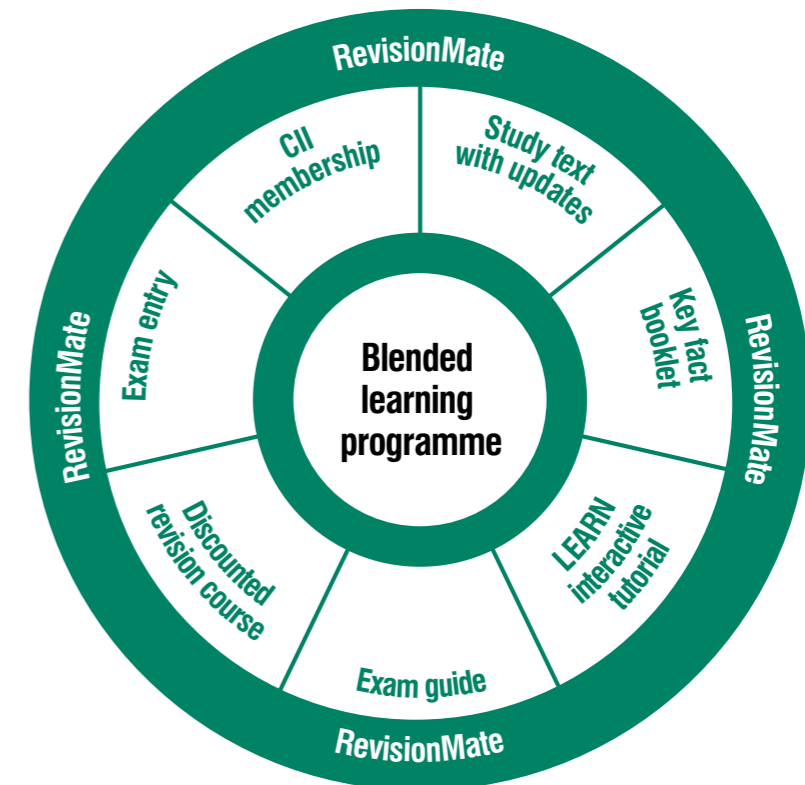 RevisionMate
CII
membership
Study text
with updates
Exam entry
Key fact
booklet
RevisionMate
RevisionMate
Blended
learning
programme
Discounted
revision course
LEARN
interactive
tutorial
Exam guide
RevisionMate